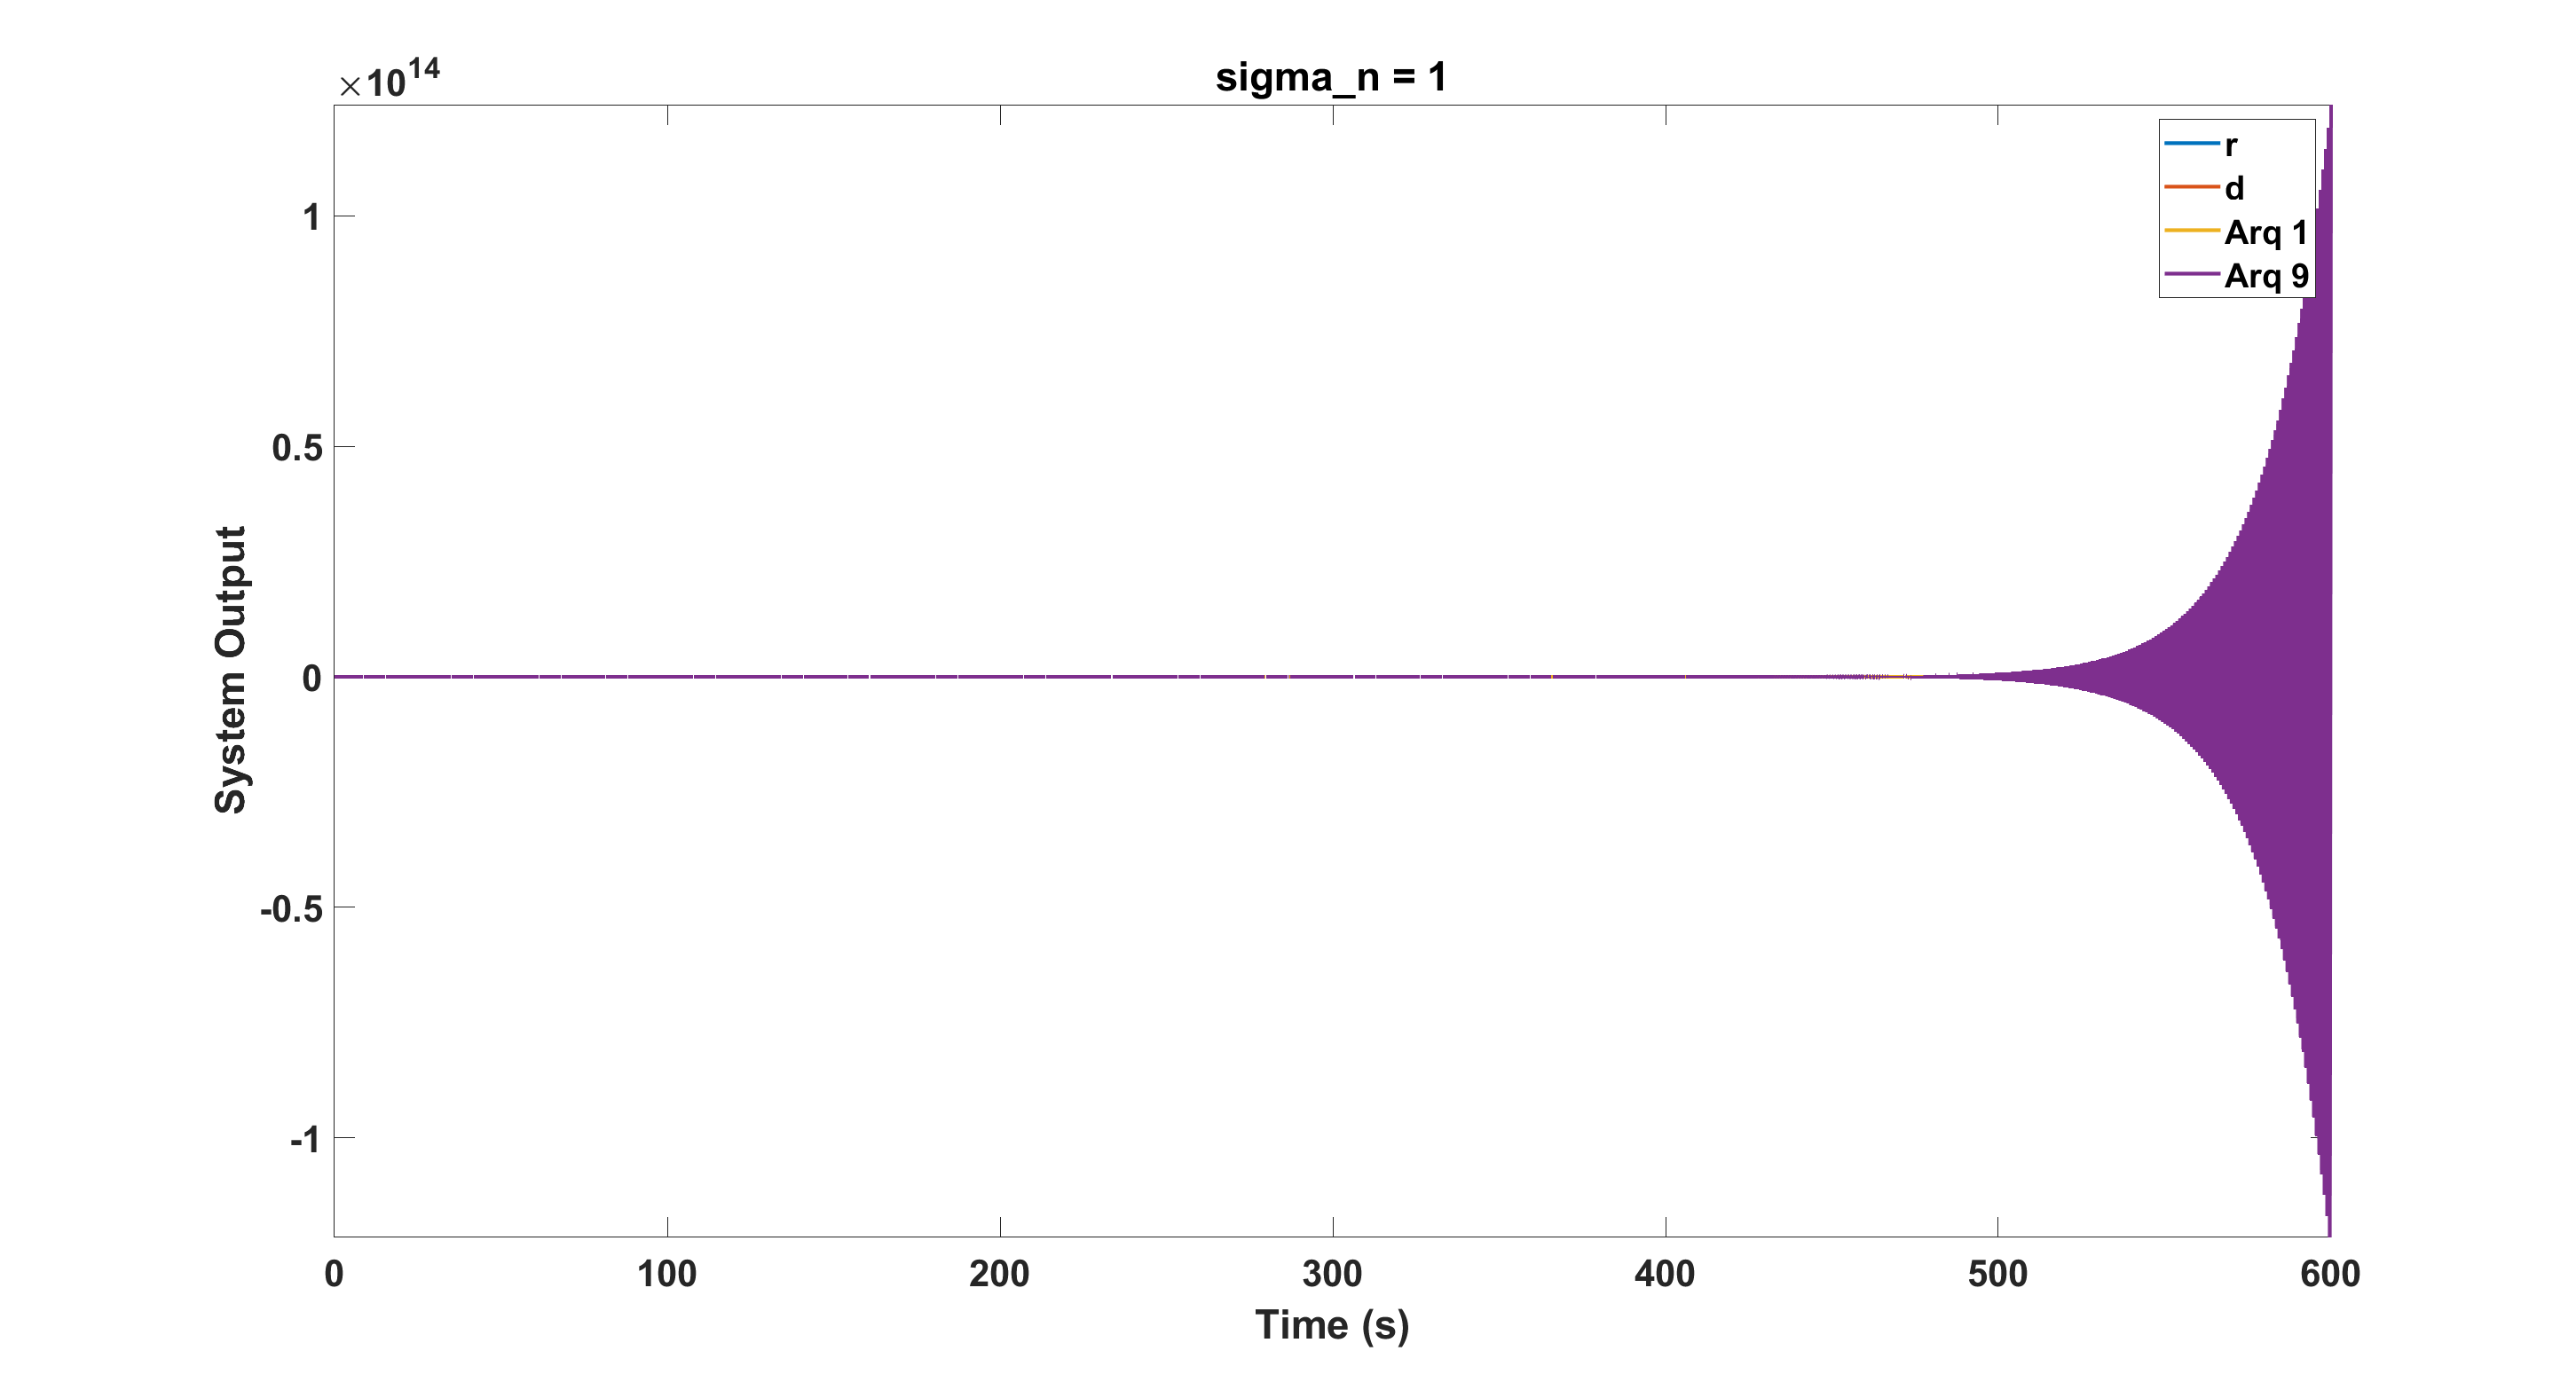 ×10^14
sigma_n = 1
r
d
Arq 1
Arq 9
1
0.5
0
-0.5
-1
System Output
0 100 200 300 400 500 600
Time (s)